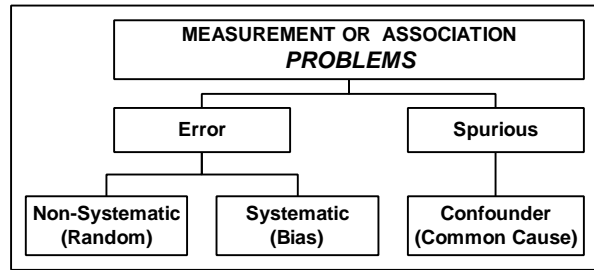 MEASUREMENT OR ASSOCIATION
PROBLEMS
Error
Spurious
Non-Systematic
(Random)
Systematic
(Bias)
Confounder
(Common Cause)